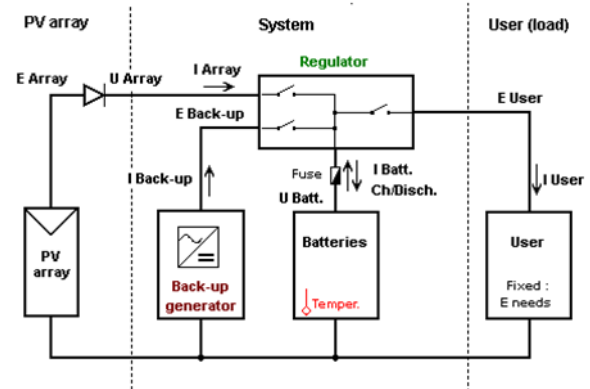 PV array
System
User (load)
Regulator
E Array
U Array
I Array
E Back-up
E User
I Back-up
Fuse
I Batt.
Ch/Disch.
U Batt.
I User
PV
array
Back-up
generator
Batteries
Temper.
User
Fixed :
E needs